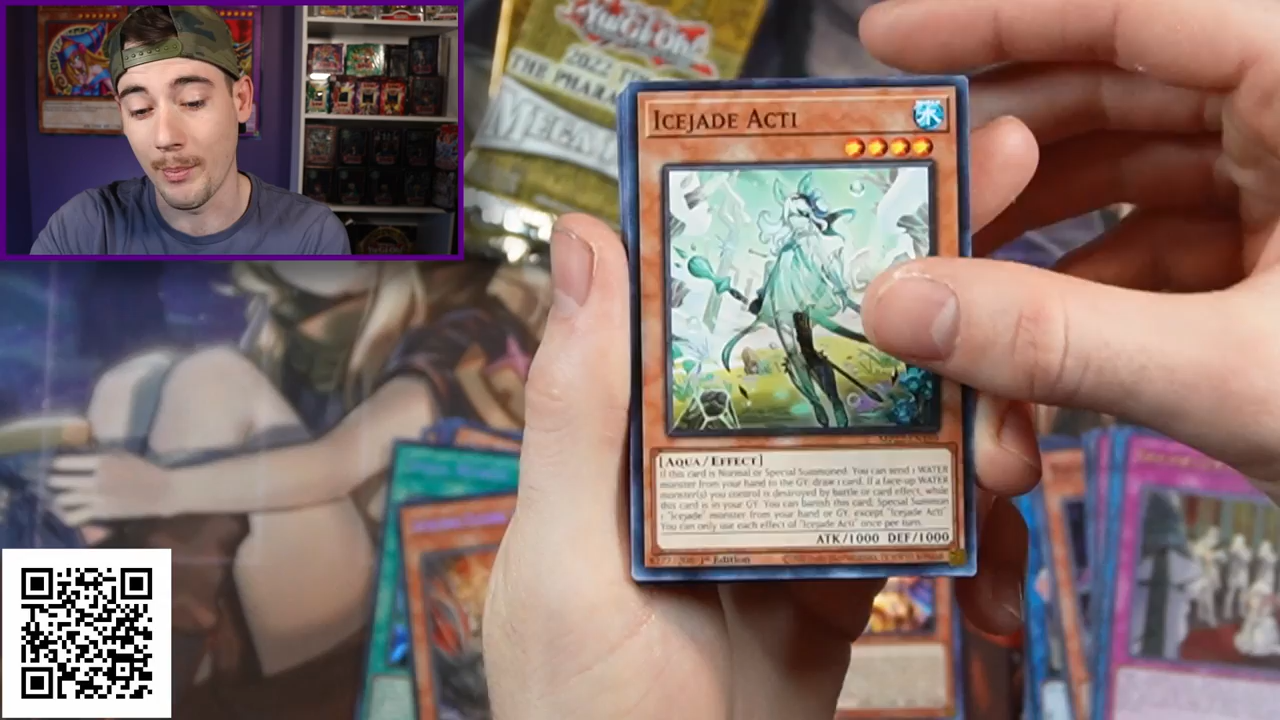 Yu-Gi-Oh!
2022 T
THE PHARA
MEGA
ICEJADE ACTI
[AQUA/EFFECT]
If this card is Normal or Special Summoned: You can send 1 WATER
monster from your hand to the GY; draw 1 card. If a face-up WATER
monster(s) you control is destroyed by battle or card effect, while
this card is in your GY: You can banish this card; Special Summon
1 "Icejade" monster from your hand or GY, except "Icejade Acti"
You can only use each effect of "Icejade Acti" once per turn.
ATK/1000 DEF/1000
1st Edition